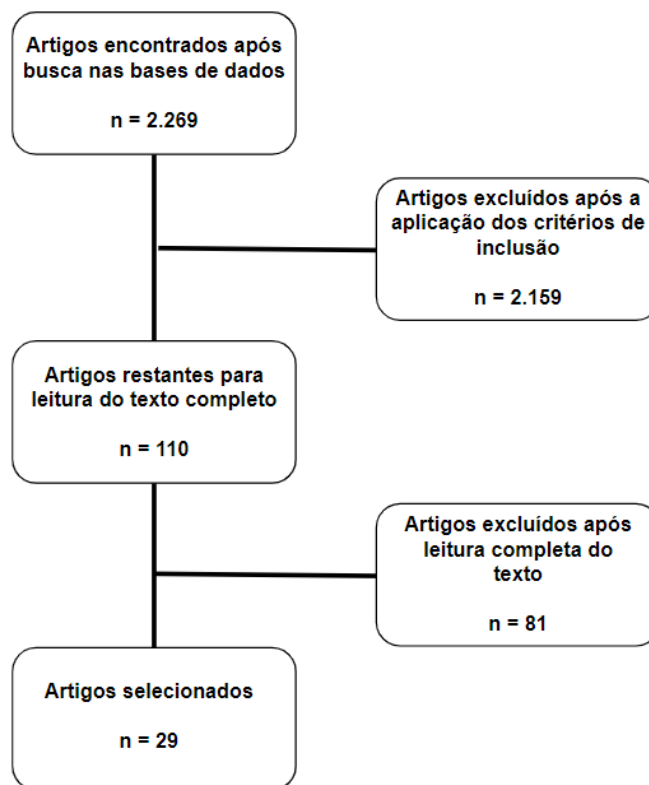 Artigos encontrados após
busca nas bases de dados
n = 2.269
Artigos excluídos após a
aplicação dos critérios de
inclusão
n = 2.159
Artigos restantes para
leitura do texto completo
n = 110
Artigos excluídos após
leitura completa do
texto
n = 81
Artigos selecionados
n = 29